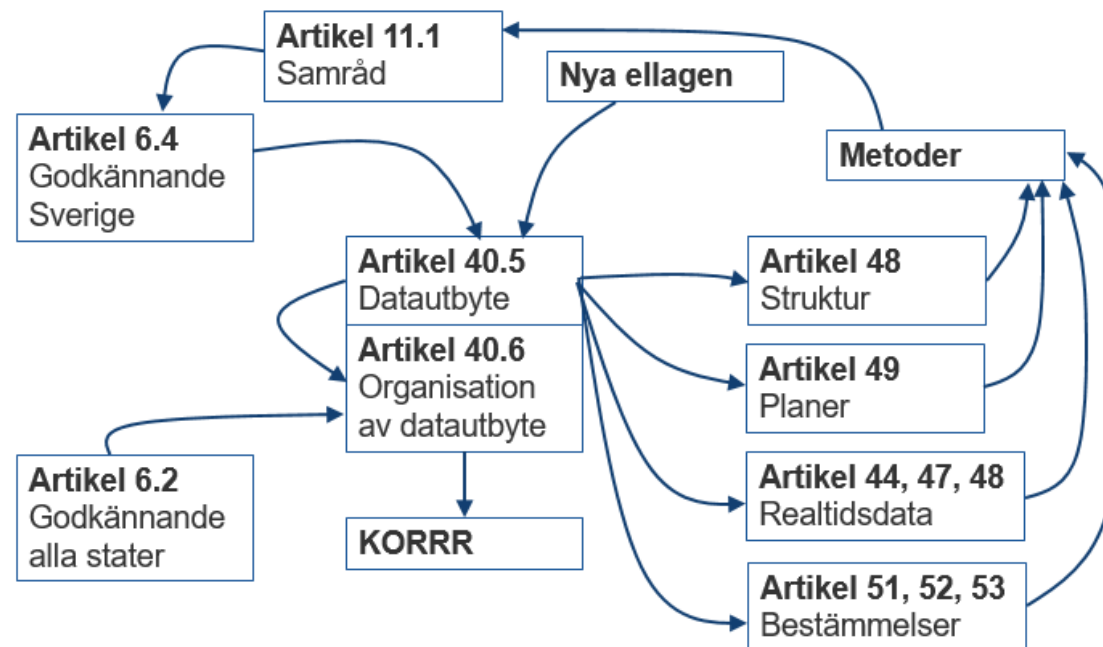 Artikel 11.1
Samråd
Nya ellagen
Artikel 6.4
Godkännande
Sverige
Metoder
Artikel 40.5
Datautbyte
Artikel 40.6
Organisation
av datautbyte
Artikel 48
Struktur
Artikel 49
Planer
Artikel 6.2
Godkännande
alla stater
KORRR
Artikel 44, 47, 48
Realtidsdata
Artikel 51, 52, 53
Bestämmelser